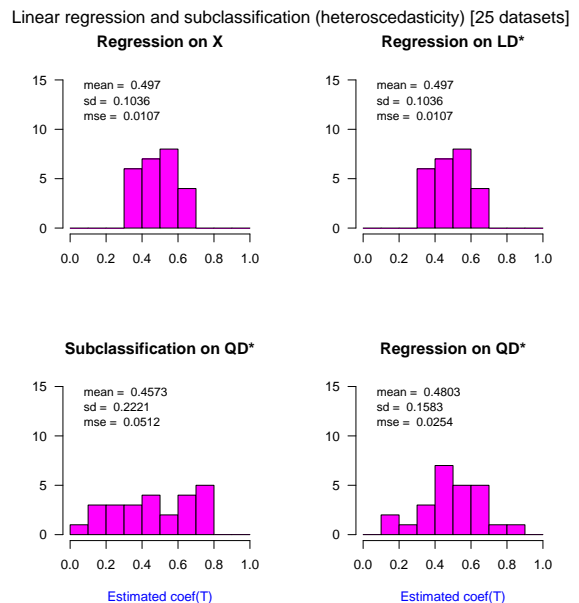 Linear regression and subclassification (heteroscedasticity) [25 datasets]
Regression on X
mean = 0.497
sd = 0.1036
mse = 0.0107
15
10
5
0
0.0 0.2 0.4 0.6 0.8 1.0
Regression on LD*
mean = 0.497
sd = 0.1036
mse = 0.0107
15
10
5
0
0.0 0.2 0.4 0.6 0.8 1.0
Subclassification on QD*
mean = 0.4573
sd = 0.2221
mse = 0.0512
15
10
5
0
0.0 0.2 0.4 0.6 0.8 1.0
Estimated coef(T)
Regression on QD*
mean = 0.4803
sd = 0.1583
mse = 0.0254
15
10
5
0
0.0 0.2 0.4 0.6 0.8 1.0
Estimated coef(T)